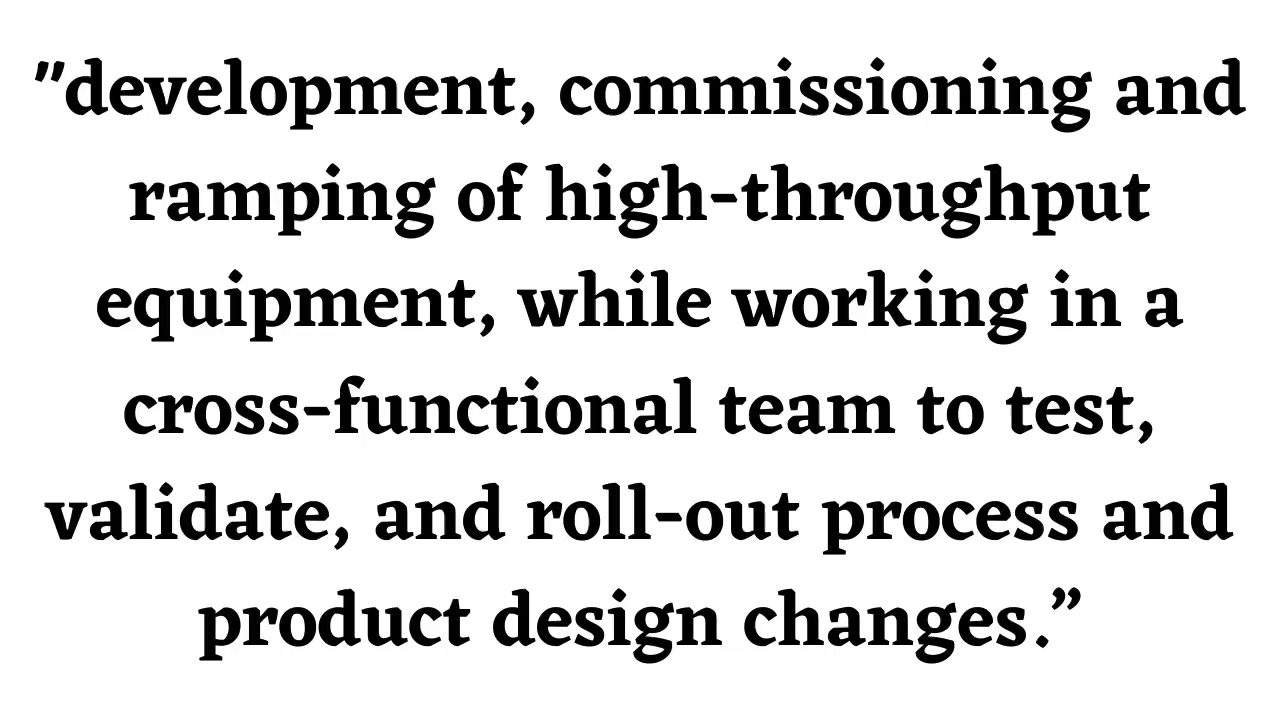 "development, commissioning and
ramping of high-throughput
equipment, while working in a
cross-functional team to test,
validate, and roll-out process and
product design changes.”